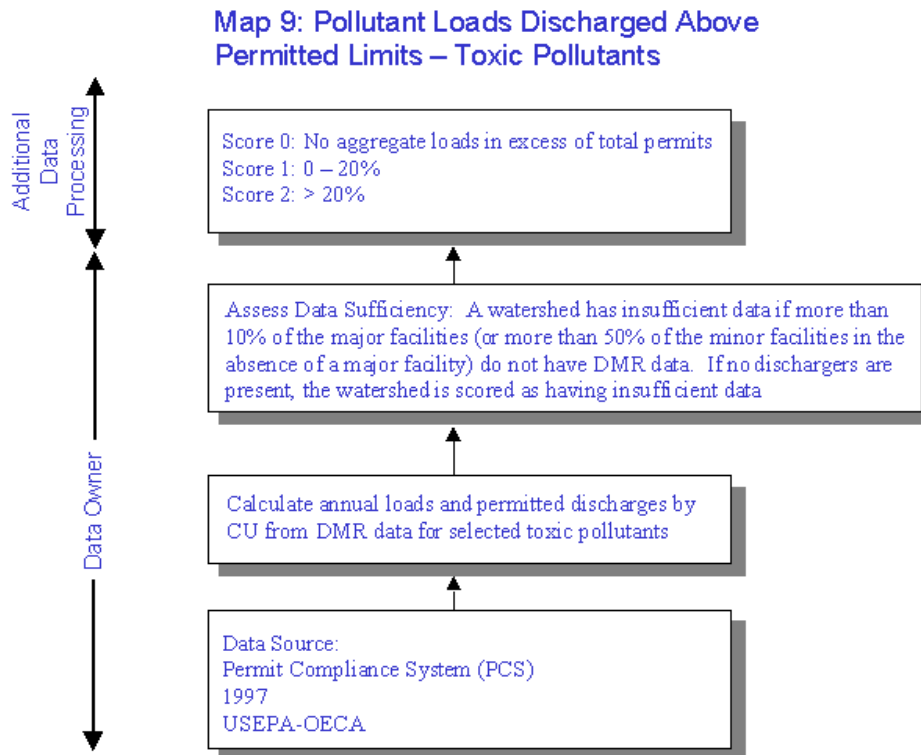 Map 9: Pollutant Loads Discharged Above
Permitted Limits – Toxic Pollutants
Additional
Data
Processing
Score 0: No aggregate loads in excess of total permits
Score 1: 0 – 20%
Score 2: > 20%
Assess Data Sufficiency: A watershed has insufficient data if more than
10% of the major facilities (or more than 50% of the minor facilities in the
absence of a major facility) do not have DMR data. If no dischargers are
present, the watershed is scored as having insufficient data
Data Owner
Calculate annual loads and permitted discharges by
CU from DMR data for selected toxic pollutants
Data Source:
Permit Compliance System (PCS)
1997
USEPA-OECA